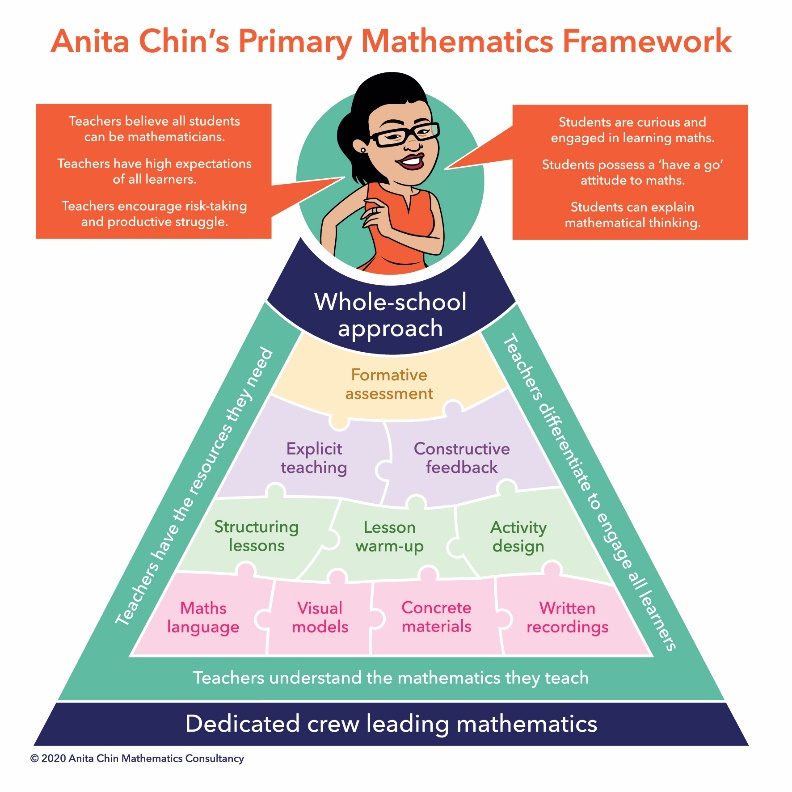 Anita Chin's Primary Mathematics Framework
Teachers believe all students
can be mathematicians.
Teachers have high expectations
of all learners.
Teachers encourage risk-taking
and productive struggle.
Students are curious and
engaged in learning maths.
Students possess a 'have a go'
attitude to maths.
Students can explain
mathematical thinking.
Whole-school
approach
Teachers have the resources they need
Teachers differentiate to engage all learners
Formative
assessment
Explicit
teaching
Constructive
feedback
Structuring
lessons
Lesson
warm-up
Activity
design
Maths
language
Visual
models
Concrete
materials
Written
recordings
Teachers understand the mathematics they teach
Dedicated crew leading mathematics
© 2020 Anita Chin Mathematics Consultancy